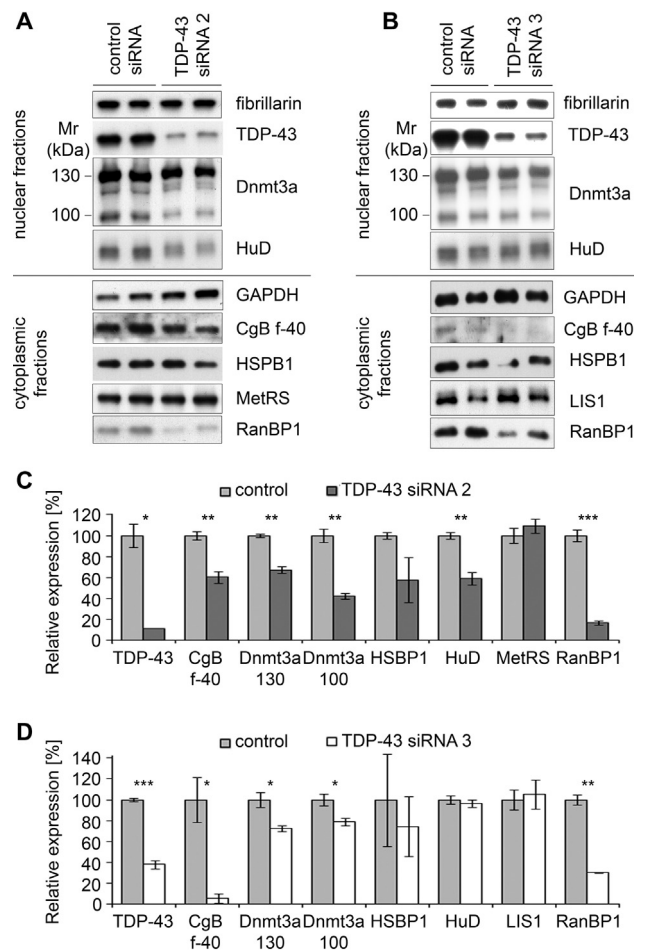 A
control
siRNA
TDP-43
siRNA 2
nuclear fractions
Mr
(kDa)
130
100
fibrillarin
TDP-43
Dnmt3a
HuD
cytoplasmic
fractions
GAPDH
CgB f-40
HSPB1
MetRS
RanBP1
B
control
siRNA
TDP-43
siRNA 3
nuclear fractions
Mr
(kDa)
130
100
fibrillarin
TDP-43
Dnmt3a
HuD
cytoplasmic
fractions
GAPDH
CgB f-40
HSPB1
LIS1
RanBP1
C
control TDP-43 siRNA 2
Relative expression [%]
120
100
80
60
40
20
0
* ** ** ** ** ***
TDP-43 CgB Dnmt3a Dnmt3a HSBP1 HuD MetRS RanBP1
f-40 130 100
D
control TDP-43 siRNA 3
Relative expression [%]
140
120
100
80
60
40
20
0
*** * * * **
TDP-43 CgB Dnmt3a Dnmt3a HSBP1 HuD LIS1 RanBP1
f-40 130 100